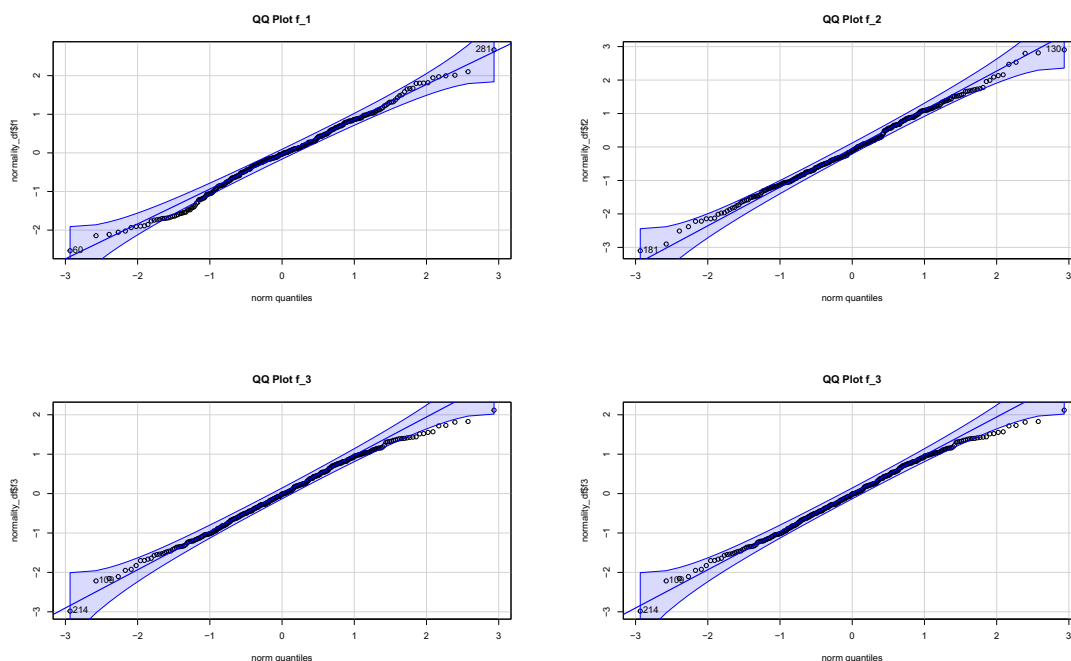 QQ Plot f_1
normality_df$f1
2
1
0
−1
−2
281
60
−3 −2 −1 0 1 2 3
norm quantiles
QQ Plot f_2
normality_df$f2
3
2
1
0
−1
−2
−3
130
181
−3 −2 −1 0 1 2 3
norm quantiles
QQ Plot f_3
normality_df$f3
2
1
0
−1
−2
−3
214
−3 −2 −1 0 1 2 3
norm quantiles
QQ Plot f_3
normality_df$f3
2
1
0
−1
−2
−3
214
−3 −2 −1 0 1 2 3
norm quantiles